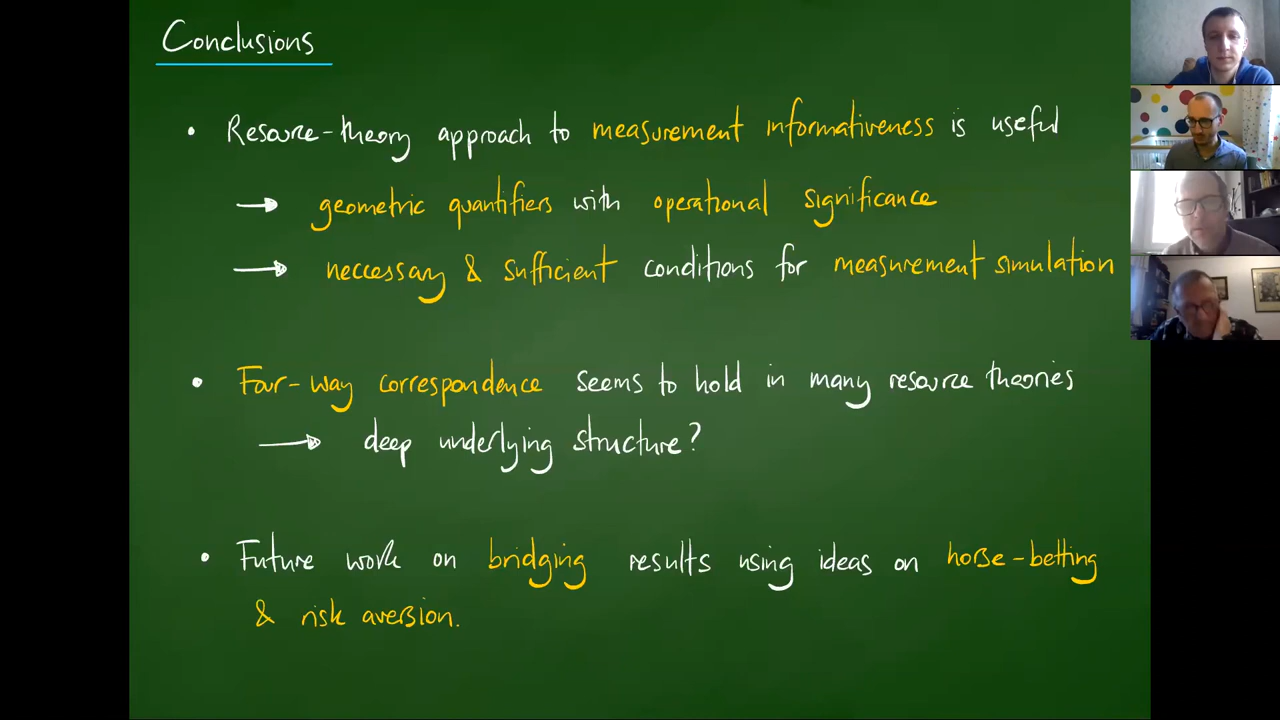 Conclusions
• Resource-theory approach to measurement informativeness is useful
→ geometric quantifiers with operational significance
→ neccessary & sufficient conditions for measurement simulation
• Four-way correspondence seems to hold in many resource theories
→ deep underlying structure?
• Future work on bridging results using ideas on horse-betting
& risk aversion.